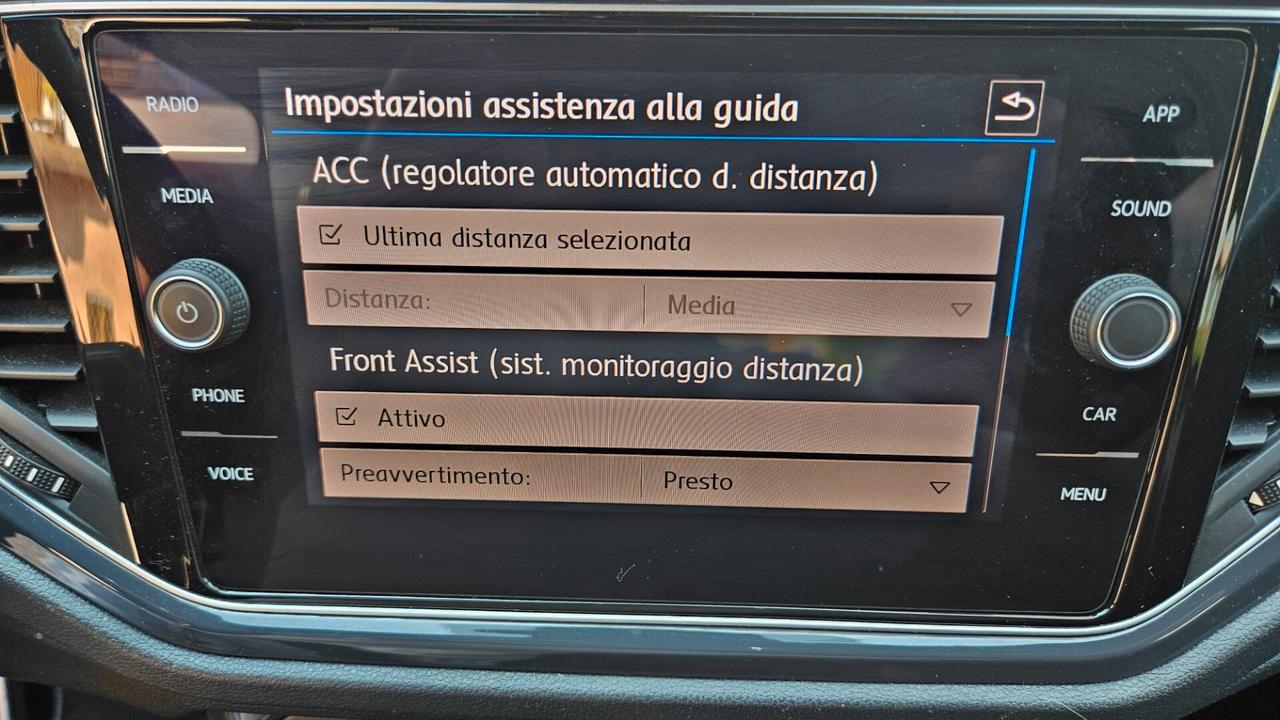 RADIO
MEDIA
PHONE
VOICE
Impostazioni assistenza alla guida
ACC (regolatore automatico d. distanza)
Ultima distanza selezionata
Distanza: Media
Front Assist (sist. monitoraggio distanza)
Attivo
Preavvertimento: Presto
APP
SOUND
CAR
MENU